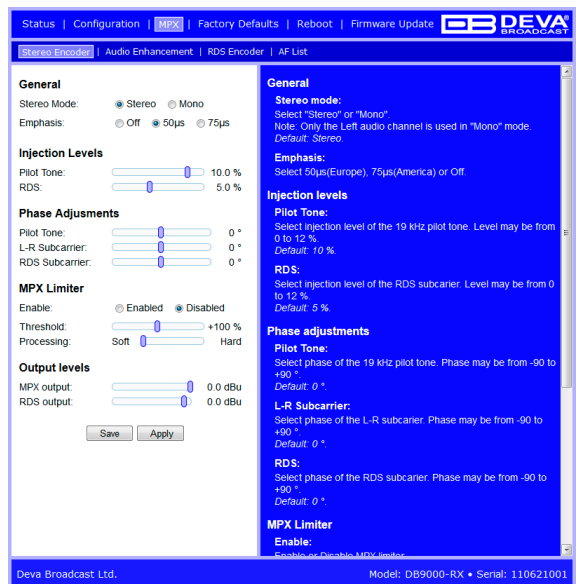 Status | Configuration | MPX | Factory Defaults | Reboot | Firmware Update
DB DEVA
BROADCAST
Stereo Encoder | Audio Enhancement | RDS Encoder | AF List
General
Stereo Mode: Stereo Mono
Emphasis: Off 50µs 75µs
Injection Levels
Pilot Tone: 10.0 %
RDS: 5.0 %
Phase Adjusments
Pilot Tone: 0 °
L-R Subcarrier: 0 °
RDS Subcarrier: 0 °
MPX Limiter
Enable: Enabled Disabled
Threshold: +100 %
Processing: Soft Hard
Output levels
MPX output: 0.0 dBu
RDS output: 0.0 dBu
Save Apply
General
Stereo mode:
Select "Stereo" or "Mono".
Note: Only the Left audio channel is used in "Mono" mode.
Default: Stereo.
Emphasis:
Select 50µs(Europe), 75µs(America) or Off.
Injection levels
Pilot Tone:
Select injection level of the 19 kHz pilot tone. Level may be from
0 to 12 %.
Default: 10 %.
RDS:
Select injection level of the RDS subcarier. Level may be from 0
to 12 %.
Default: 5 %.
Phase adjustments
Pilot Tone:
Select phase of the 19 kHz pilot tone. Phase may be from -90 to
+90 °.
Default: 0 °.
L-R Subcarrier:
Select phase of the L-R subcarier. Phase may be from -90 to
+90 °.
Default: 0 °.
RDS:
Select phase of the RDS subcarier. Phase may be from -90 to
+90 °.
Default: 0 °.
MPX Limiter
Enable:
Enable or Disable MPX limiter
Deva Broadcast Ltd.
Model: DB9000-RX • Serial: 110621001